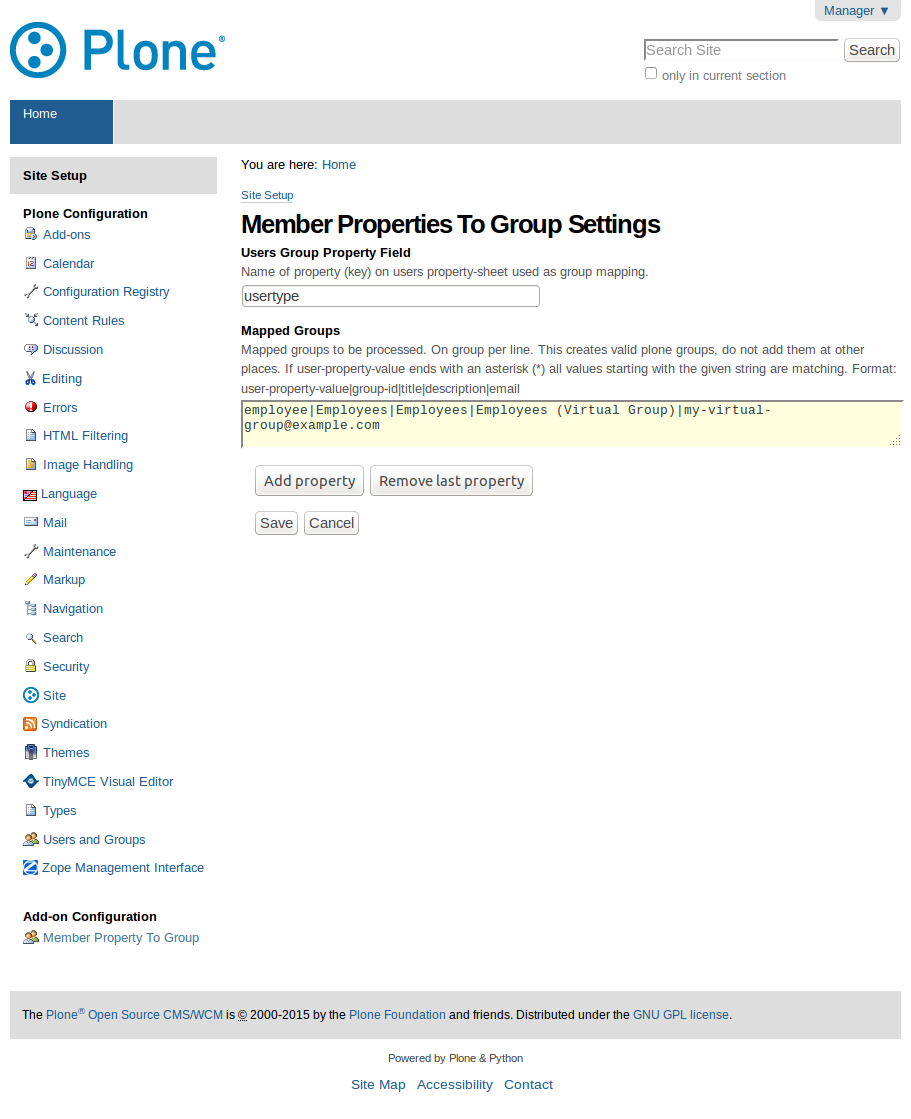 Manager ▼
Plone®
Search Site
Search
only in current section
Home
Site Setup
Plone Configuration
Add-ons
Calendar
Configuration Registry
Content Rules
Discussion
Editing
Errors
HTML Filtering
Image Handling
Language
Mail
Maintenance
Markup
Navigation
Search
Security
Site
Syndication
Themes
TinyMCE Visual Editor
Types
Users and Groups
Zope Management Interface
Add-on Configuration
Member Property To Group
You are here: Home
Site Setup
Member Properties To Group Settings
Users Group Property Field
Name of property (key) on users property-sheet used as group mapping.
usertype
Mapped Groups
Mapped groups to be processed. On group per line. This creates valid plone groups, do not add them at other
places. If user-property-value ends with an asterisk (*) all values starting with the given string are matching. Format:
user-property-value|group-id|title|description|email
employee|Employees|Employees|Employees (Virtual Group)|my-virtual-
group@example.com
Add property Remove last property
Save Cancel
The Plone® Open Source CMS/WCM is © 2000-2015 by the Plone Foundation and friends. Distributed under the GNU GPL license.
Powered by Plone & Python
Site Map Accessibility Contact